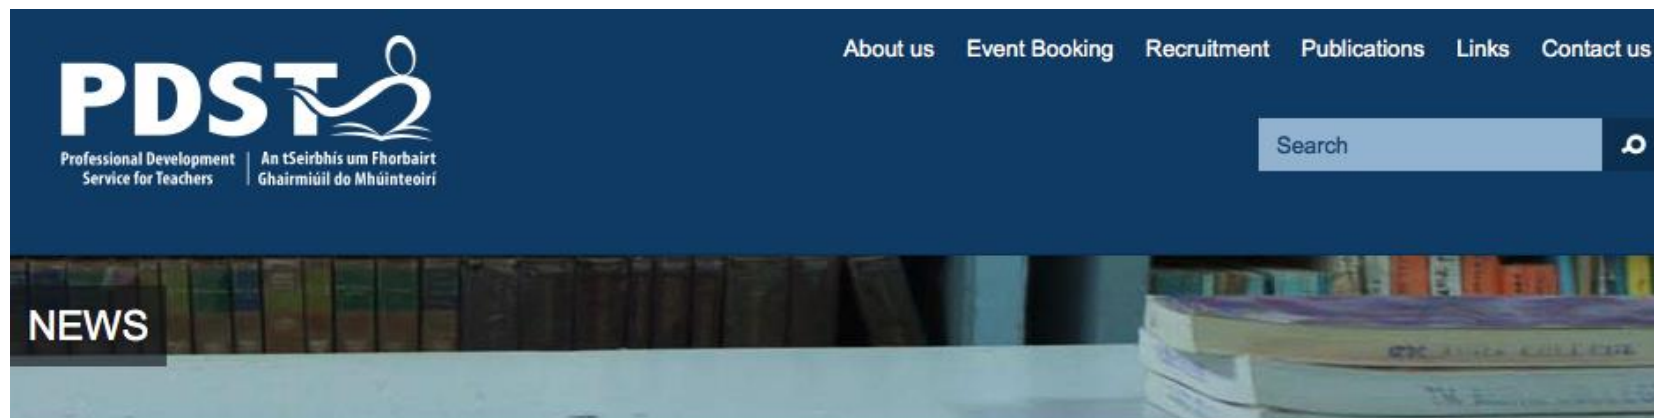 About us Event Booking Recruitment Publications Links Contact us
PDST
Professional Development
Service for Teachers
An tSeirbhís um Fhorbairt
Ghairmiúil do Mhúinteoirí
Search
NEWS